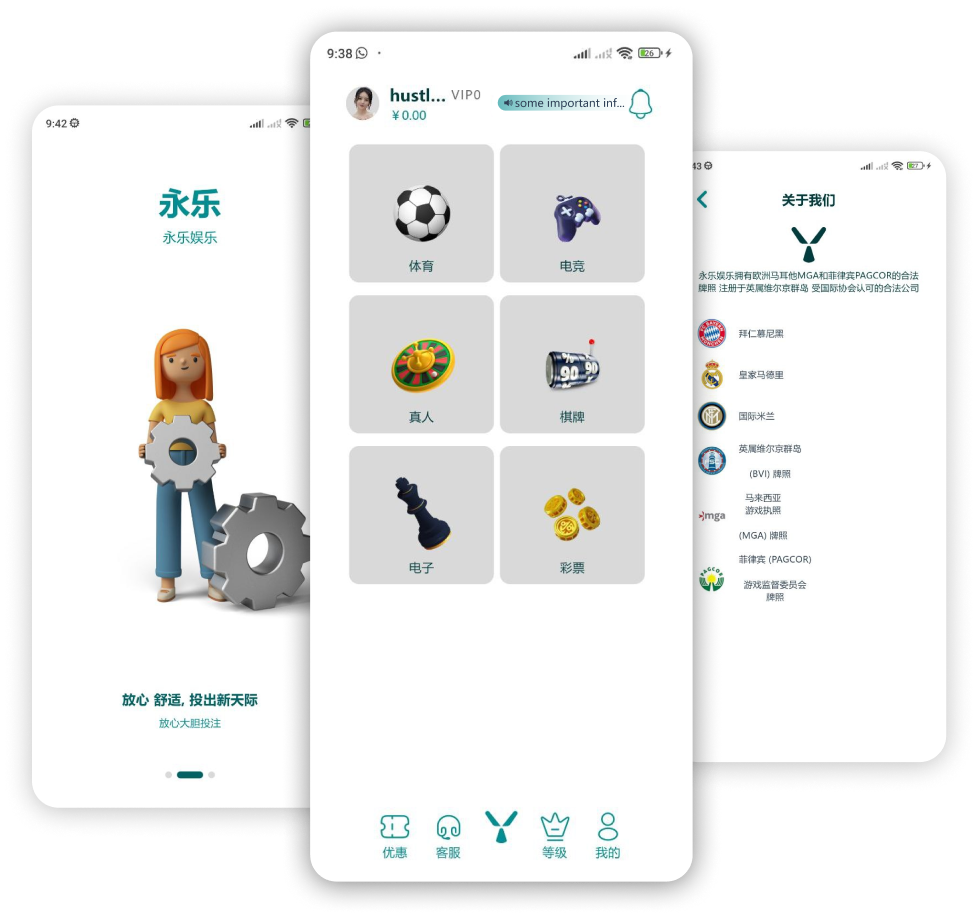 9:42
永乐
永乐娱乐
放心 舒适, 投出新天际
放心大胆投注
9:38
26
hustl...
VIP0
¥ 0.00
some important inf...
体育
电竞
真人
90
90
棋牌
电子
彩票
优惠
客服
等级
我的
43
27
关于我们
永乐娱乐拥有欧洲马耳他MGA和菲律宾PAGCOR的合法
牌照 注册于英属维尔京群岛 受国际协会认可的合法公司
FC BAYERN
MÜNCHEN
拜仁慕尼黑
皇家马德里
国际米兰
英属维尔京群岛
(BVI) 牌照
马来西亚
游戏执照
mga
(MGA) 牌照
菲律宾 (PAGCOR)
PAGCOR
游戏监督委员会
牌照